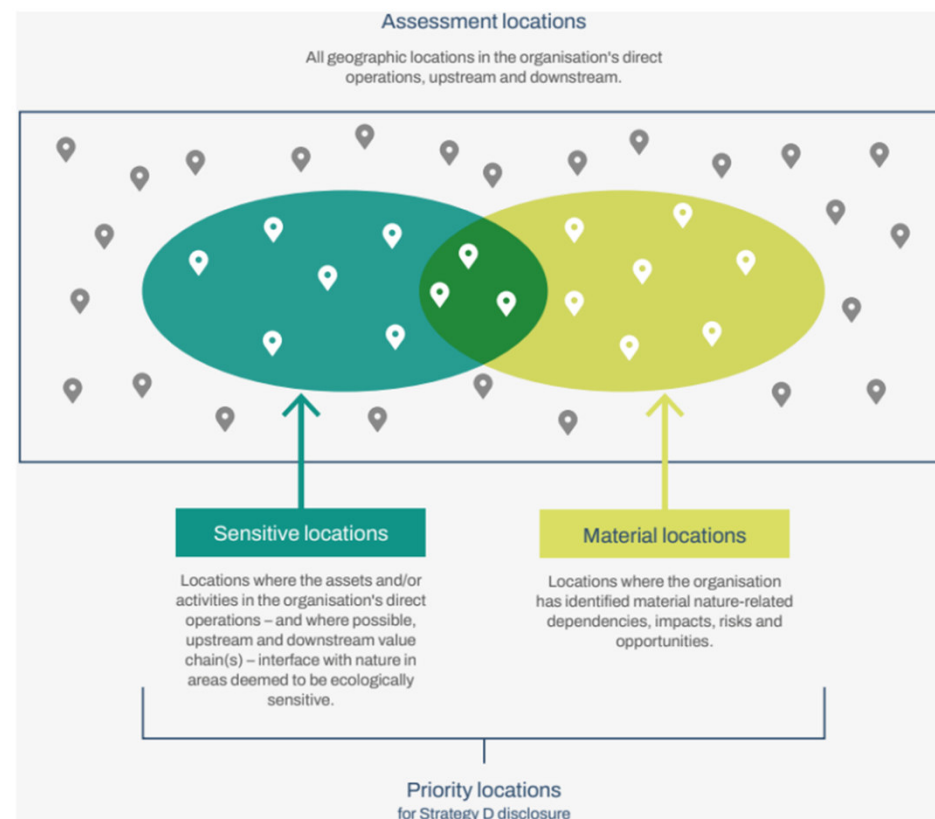 Assessment locations
All geographic locations in the organisation's direct
operations, upstream and downstream.
Sensitive locations
Locations where the assets and/or
activities in the organisation's direct
operations – and where possible,
upstream and downstream value
chain(s) – interface with nature in
areas deemed to be ecologically
sensitive.
Material locations
Locations where the organisation
has identified material nature-related
dependencies, impacts, risks and
opportunities.
Priority locations
for Strategy D disclosure